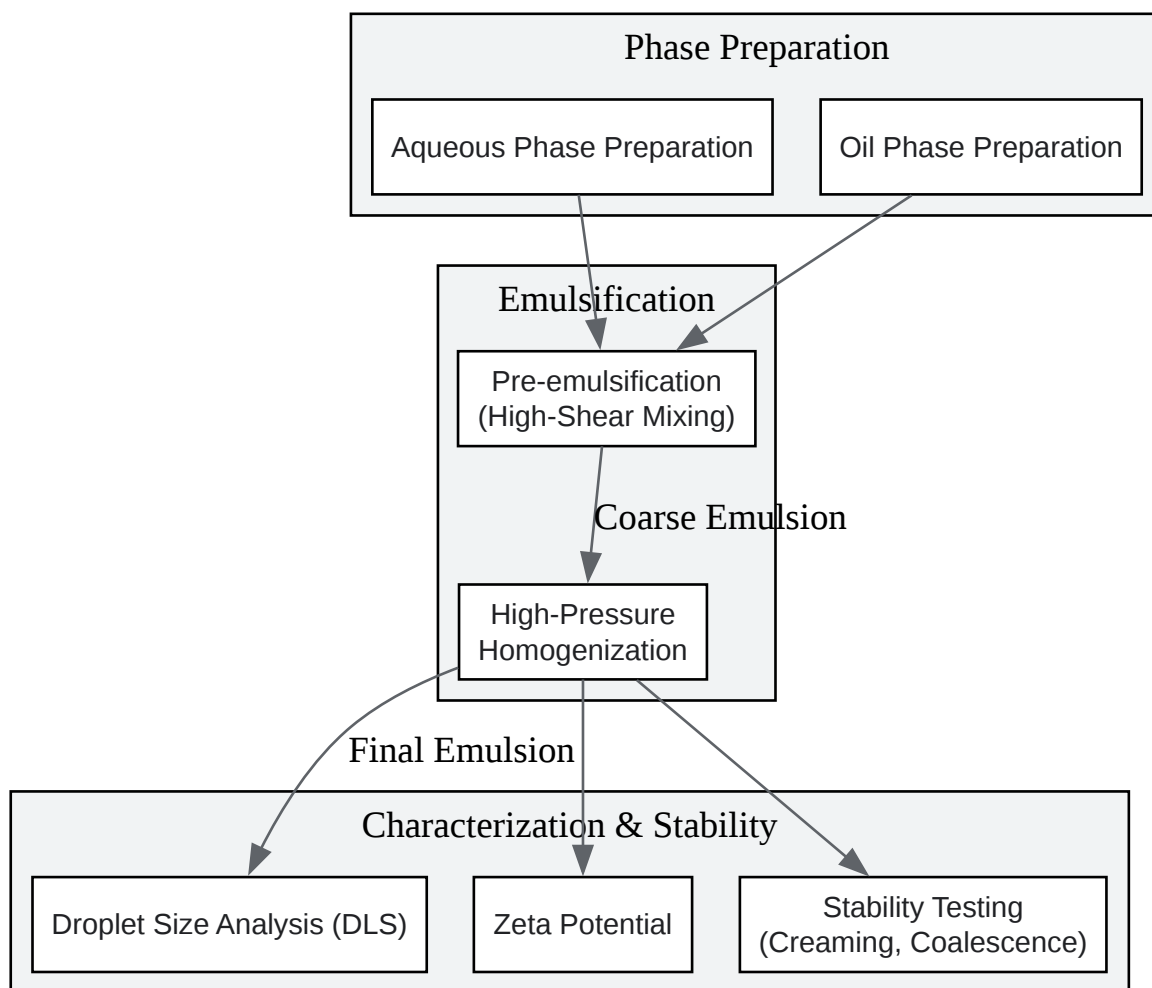 Phase Preparation
Aqueous Phase Preparation
Oil Phase Preparation
Emulsification
Pre-emulsification
(High-Shear Mixing)
Coarse Emulsion
High-Pressure
Homogenization
Final Emulsion
Characterization & Stability
Droplet Size Analysis (DLS)
Zeta Potential
Stability Testing
(Creaming, Coalescence)